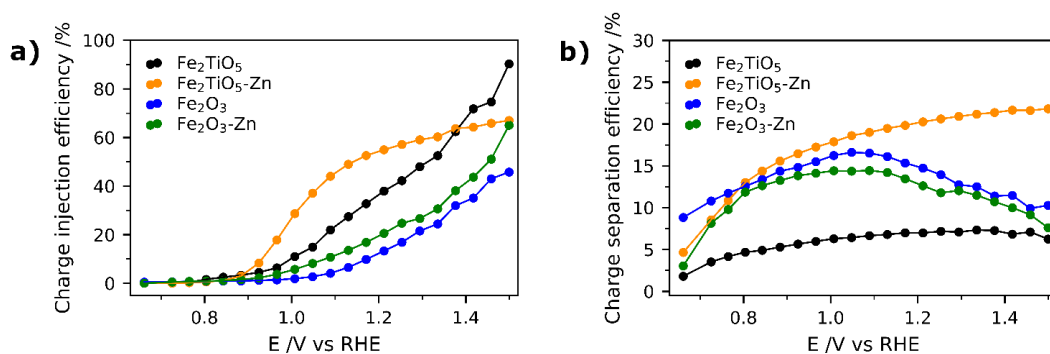 a)
Charge injection efficiency /%
100
80
60
40
20
0
Fe₂TiO₅
Fe₂TiO₅-Zn
Fe₂O₃
Fe₂O₃-Zn
0.8 1.0 1.2 1.4
E /V vs RHE
b)
Charge separation efficiency /%
30
25
20
15
10
5
0
Fe₂TiO₅
Fe₂TiO₅-Zn
Fe₂O₃
Fe₂O₃-Zn
0.8 1.0 1.2 1.4
E /V vs RHE